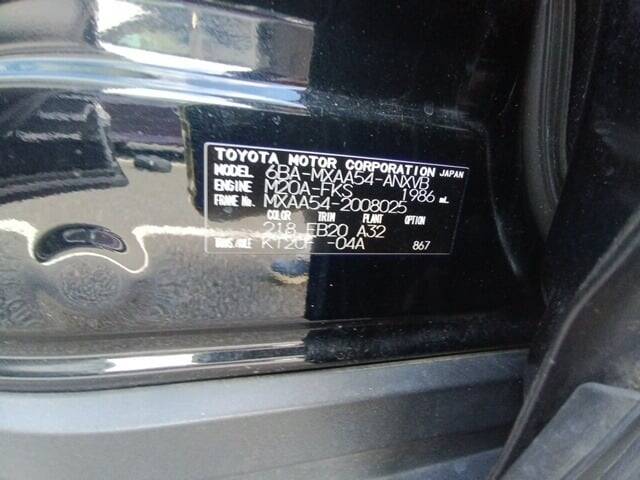 TOYOTA MOTOR CORPORATION JAPAN
MODEL 6BA-MXAA54-ANXVB
ENGINE M20A-FKS 1986 mL
FRAME No. MXAA54-2008025
COLOR TRIM PLANT OPTION
218 EB20 A32
TRANS./AXLE K120F -04A 867